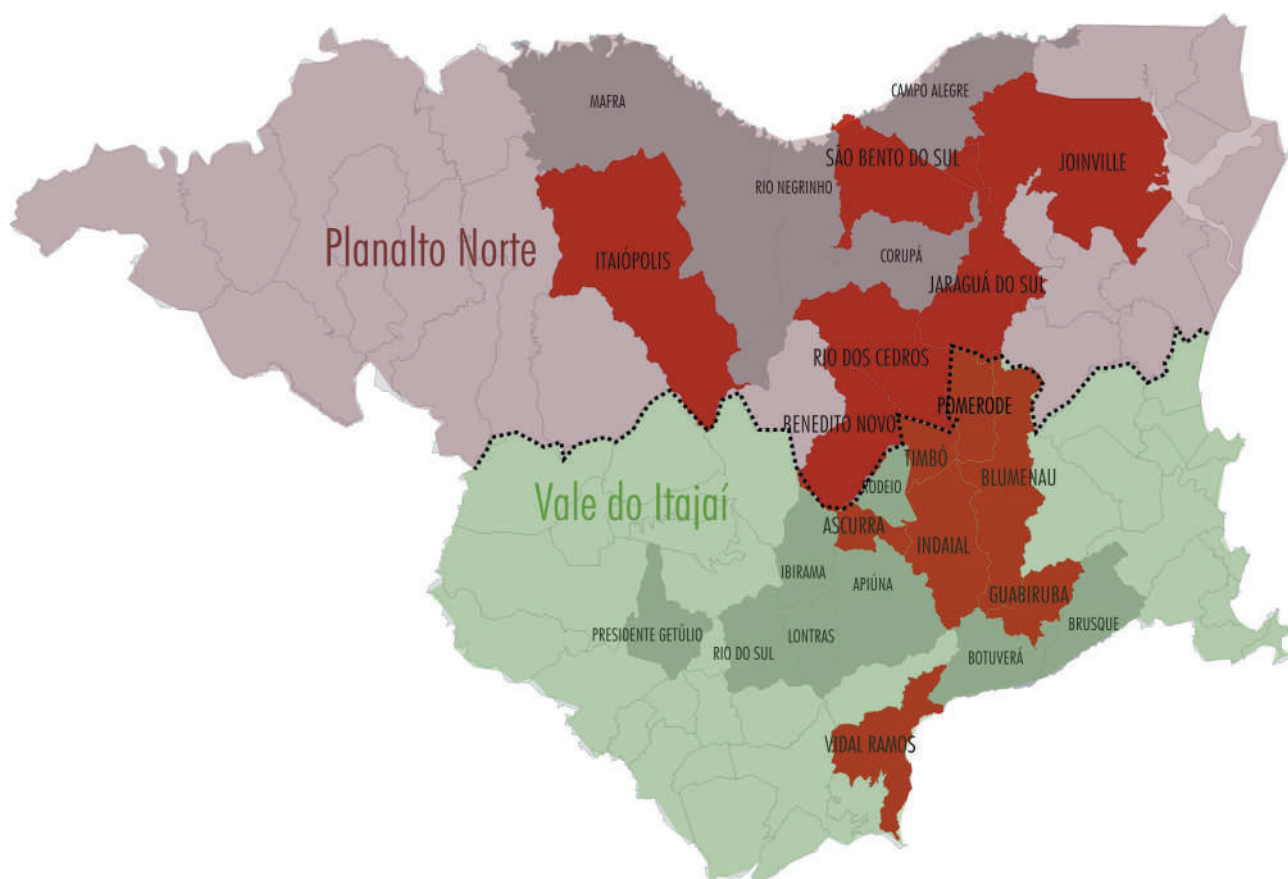 MAFRA
CAMPO ALEGRE
SÃO BENTO DO SUL
JOINVILLE
RIO NEGRINHO
Planalto Norte
ITAIÓPOLIS
CORUPÁ
JARAGUÁ DO SUL
RIO DOS CEDROS
POMERODE
BENEDITO NOVO
TIMBÓ
BLUMENAU
RODEIO
Vale do Itajaí
ASCURRA
INDAIAL
IBIRAMA
APIÚNA
GUABIRUBA
BRUSQUE
PRESIDENTE GETÚLIO
LONTRAS
RIO DO SUL
BOTUVERÁ
VIDAL RAMOS